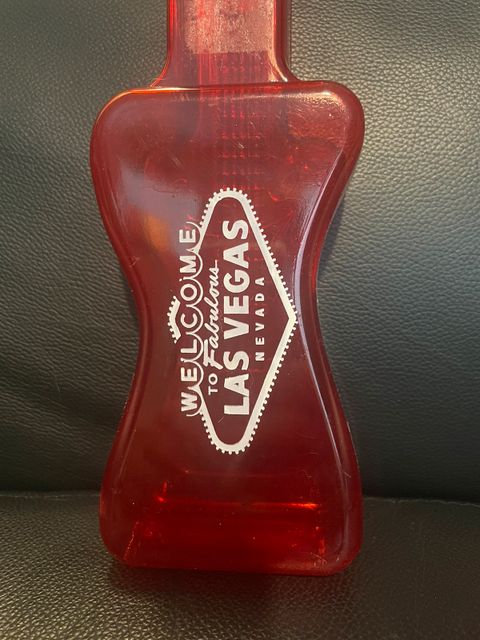 WELCOME
TO Fabulous
LAS VEGAS
NEVADA